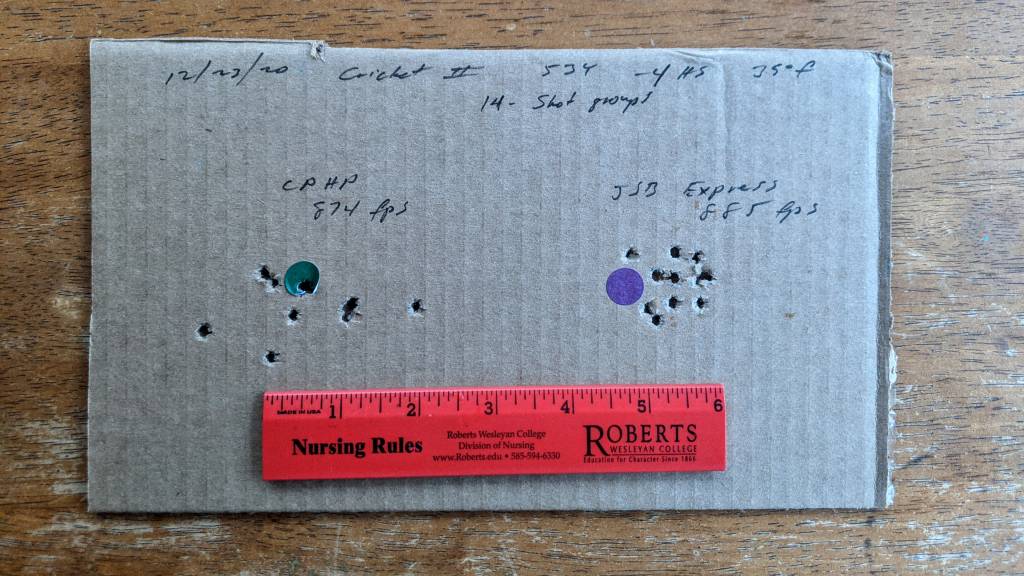 12/23/20 Cricket II 534 -4 HS 35°F
14- Shot groups
CPHP
874 fps
JSB Express
885 fps
1 2 3 4 5 6
MADE IN USA
Nursing Rules
Roberts Wesleyan College
Division of Nursing
www.Roberts.edu • 585-594-6330
ROBERTS
WESLEYAN COLLEGE
Education for Character Since 1866